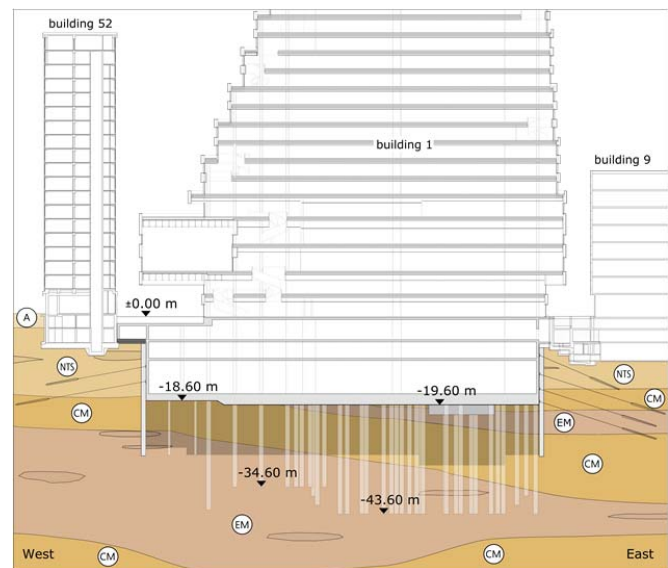 building 52
building 1
building 9
±0.00 m
A
NTS
NTS
-18.60 m
-19.60 m
CM
CM
EM
-34.60 m
CM
-43.60 m
EM
West
CM
CM
East